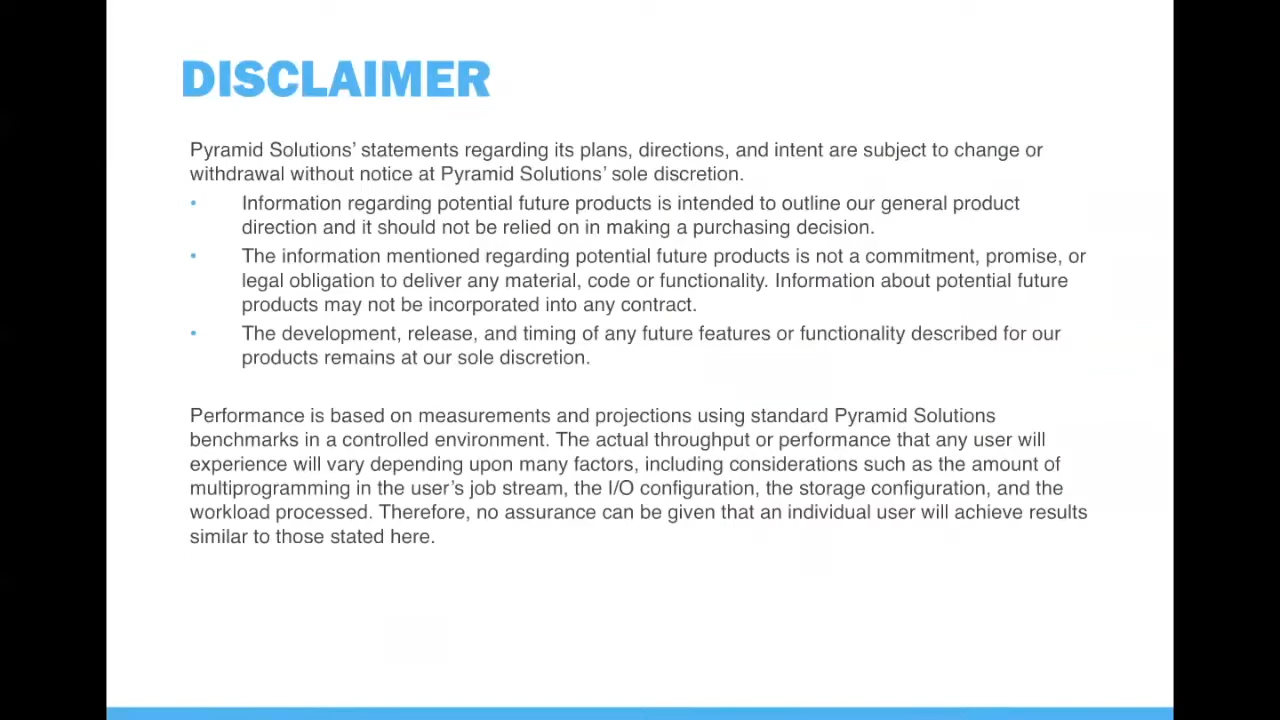 DISCLAIMER
Pyramid Solutions’ statements regarding its plans, directions, and intent are subject to change or
withdrawal without notice at Pyramid Solutions’ sole discretion.
• Information regarding potential future products is intended to outline our general product
direction and it should not be relied on in making a purchasing decision.
• The information mentioned regarding potential future products is not a commitment, promise, or
legal obligation to deliver any material, code or functionality. Information about potential future
products may not be incorporated into any contract.
• The development, release, and timing of any future features or functionality described for our
products remains at our sole discretion.
Performance is based on measurements and projections using standard Pyramid Solutions
benchmarks in a controlled environment. The actual throughput or performance that any user will
experience will vary depending upon many factors, including considerations such as the amount of
multiprogramming in the user’s job stream, the I/O configuration, the storage configuration, and the
workload processed. Therefore, no assurance can be given that an individual user will achieve results
similar to those stated here.